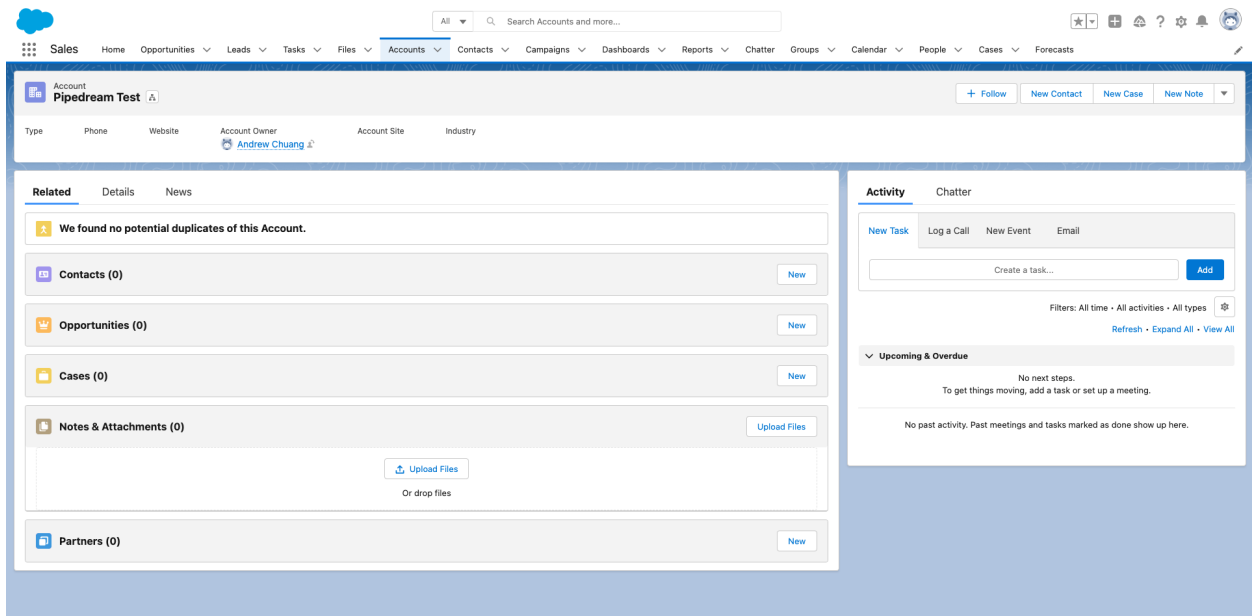 All
Search Accounts and more...
Sales
Home
Opportunities
Leads
Tasks
Files
Accounts
Contacts
Campaigns
Dashboards
Reports
Chatter
Groups
Calendar
People
Cases
Forecasts
Account
Pipedream Test
+ Follow
New Contact
New Case
New Note
Type
Phone
Website
Account Owner
Account Site
Industry
Andrew Chuang
Related
Details
News
We found no potential duplicates of this Account.
Contacts (0)
New
Opportunities (0)
New
Cases (0)
New
Notes & Attachments (0)
Upload Files
Upload Files
Or drop files
Partners (0)
New
Activity
Chatter
New Task
Log a Call
New Event
Email
Create a task...
Add
Filters: All time • All activities • All types
Refresh • Expand All • View All
Upcoming & Overdue
No next steps.
To get things moving, add a task or set up a meeting.
No past activity. Past meetings and tasks marked as done show up here.